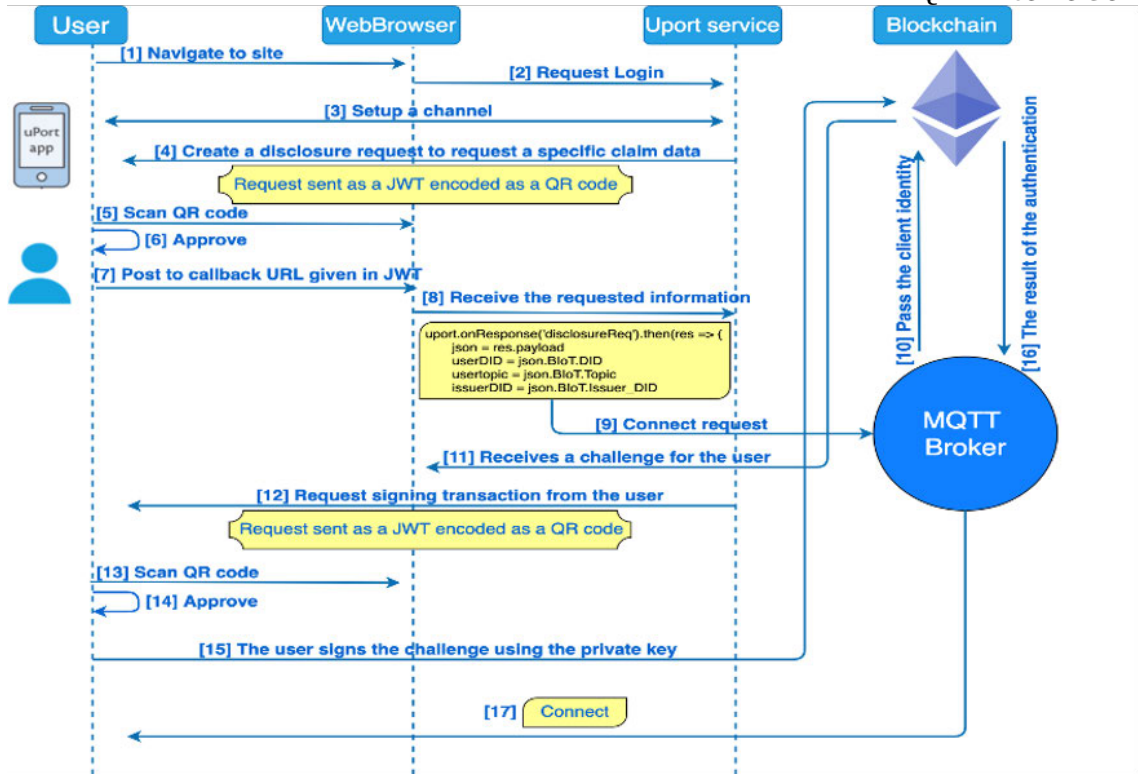 User
WebBrowser
Uport service
Blockchain
[1] Navigate to site
[2] Request Login
[3] Setup a channel
uPort
app
[4] Create a disclosure request to request a specific claim data
Request sent as a JWT encoded as a QR code
[5] Scan QR code
[6] Approve
[7] Post to callback URL given in JWT
[8] Receive the requested information
uport.onResponse('disclosureReq').then(res => {
json = res.payload
userDID = json.BIoT.DID
usertopic = json.BIoT.Topic
issuerDID = json.BIoT.Issuer_DID
[10] Pass the client identity
[16] The result of the authentication
[9] Connect request
MQTT
Broker
[11] Receives a challenge for the user
[12] Request signing transaction from the user
Request sent as a JWT encoded as a QR code
[13] Scan QR code
[14] Approve
[15] The user signs the challenge using the private key
[17] Connect